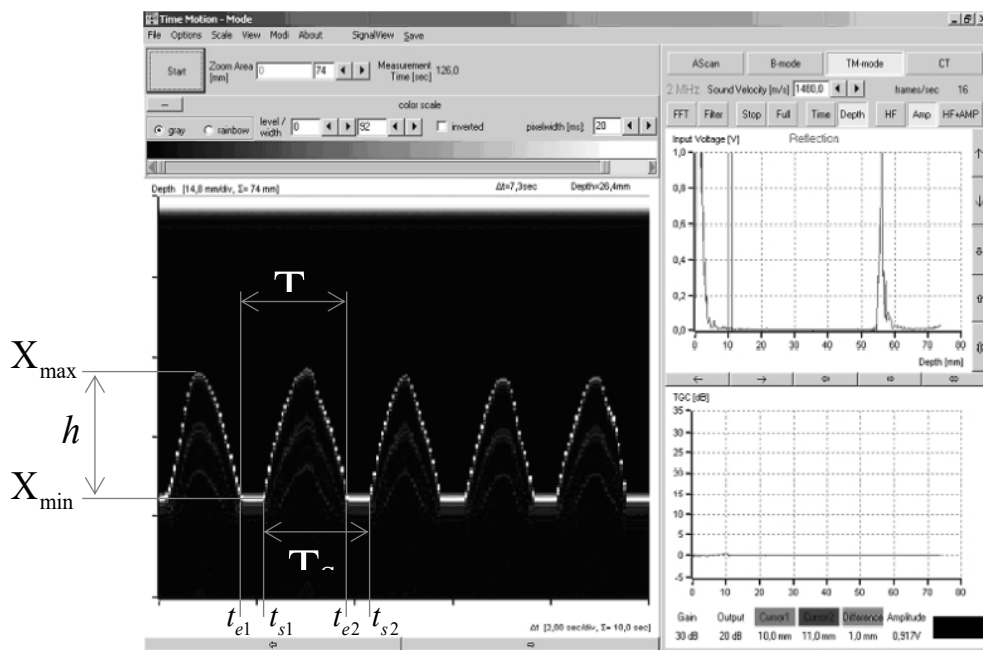 Time Motion - Mode
File Options Scale View Modi About SignalView Save
Start
Zoom Area [mm] 0 74
Measurement Time [sec] 126,0
color scale
gray rainbow
level / width 0 92
inverted
pixelwidth [ms]: 20
Depth [14,8 mm/div, Σ= 74 mm] Δt=7,3sec Depth=26,4mm
T
X max
h
X min
T
t e1 t s1 t e2 t s2
Δt [2,00 sec/div, Σ= 10,0 sec]
AScan B-mode TM-mode CT
2 MHz Sound Velocity [m/s] 1480,0 frames/sec 16
FFT Filter Stop Full Time Depth HF Amp HF+AMP
Input Voltage [V] Reflection
1,0
0,8
0,6
0,4
0,2
0,0
0 10 20 30 40 50 60 70 80
Depth [mm]
TGC [dB]
35
30
25
20
15
10
5
0
-5
0 10 20 30 40 50 60 70 80
Gain Output Cursor1 Cursor2 Difference Amplitude
30 dB 20 dB 10,0 mm 11,0 mm 1,0 mm 0,917V